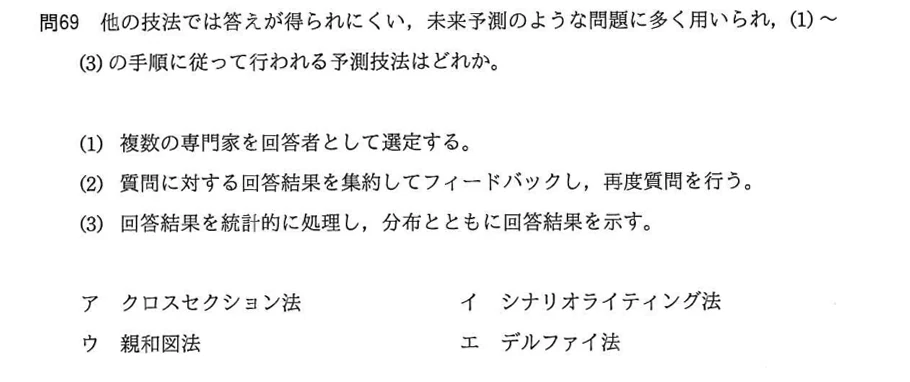 問69 他の技法では答えが得られにくい，未来予測のような問題に多く用いられ，(1)～
(3)の手順に従って行われる予測技法はどれか。
(1) 複数の専門家を回答者として選定する。
(2) 質問に対する回答結果を集約してフィードバックし，再度質問を行う。
(3) 回答結果を統計的に処理し，分布とともに回答結果を示す。
ア クロスセクション法 イ シナリオライティング法
ウ 親和図法 エ デルファイ法